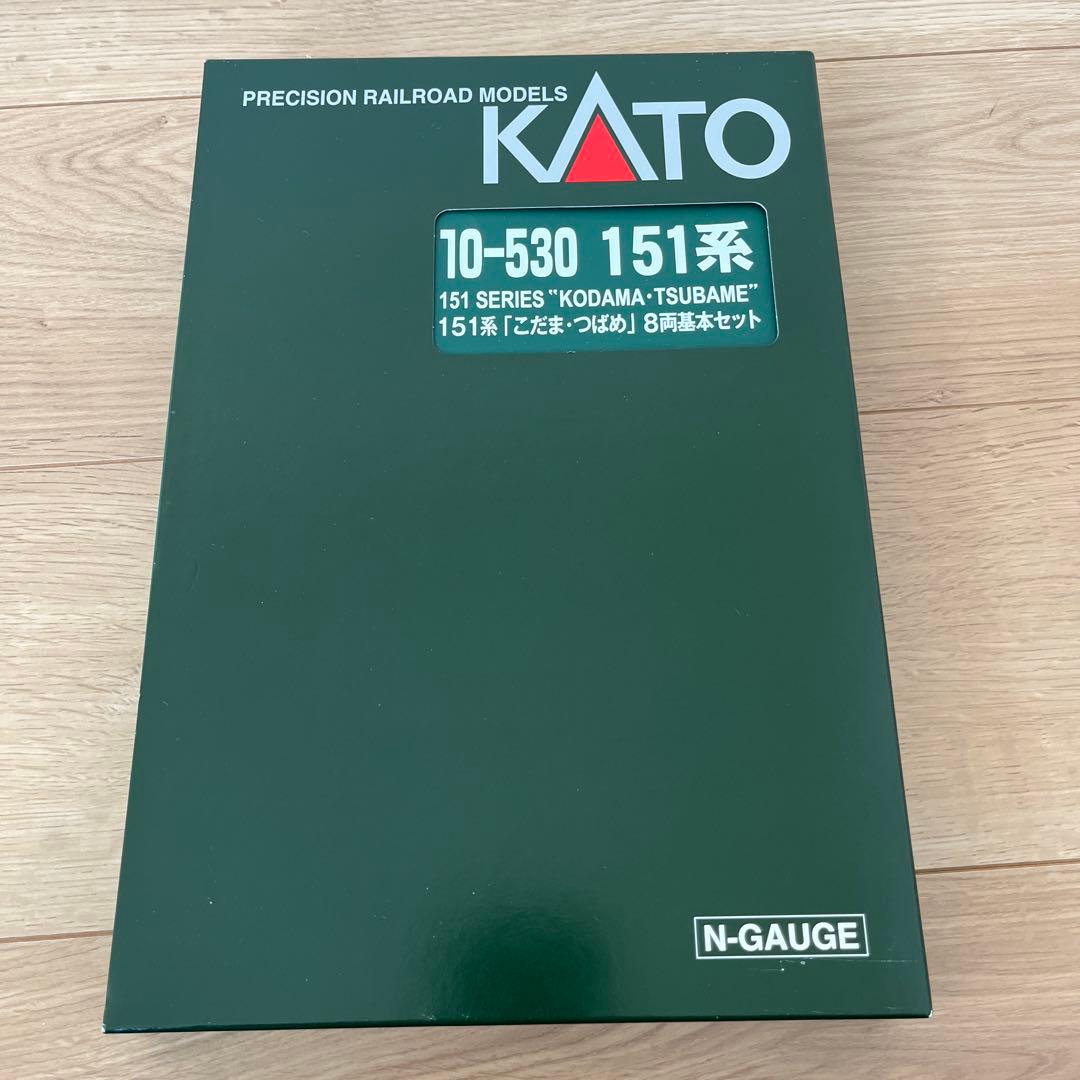 PRECISION RAILROAD MODELS
KATO
10-530 151系
151 SERIES "KODAMA・TSUBAME"
151系「こだま・つばめ」8両基本セット
N-GAUGE